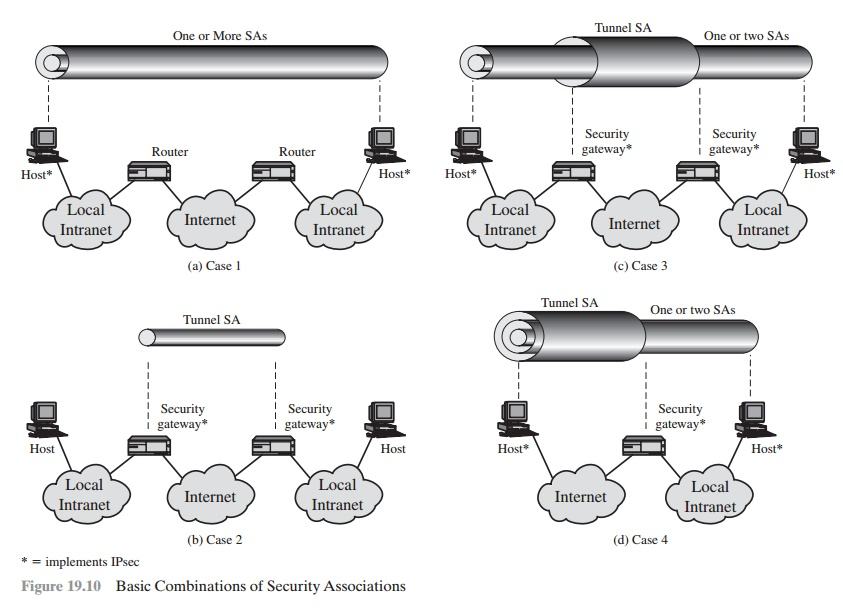 One or More SAs
Host*
Router
Router
Host*
Local
Intranet
Internet
Local
Intranet
(a) Case 1
Tunnel SA
One or two SAs
Host*
Security
gateway*
Security
gateway*
Host*
Local
Intranet
Internet
Local
Intranet
(c) Case 3
Tunnel SA
Host
Security
gateway*
Security
gateway*
Host
Local
Intranet
Internet
Local
Intranet
(b) Case 2
Tunnel SA
One or two SAs
Host*
Security
gateway*
Host*
Internet
Local
Intranet
(d) Case 4
* = implements IPsec
Figure 19.10 Basic Combinations of Security Associations